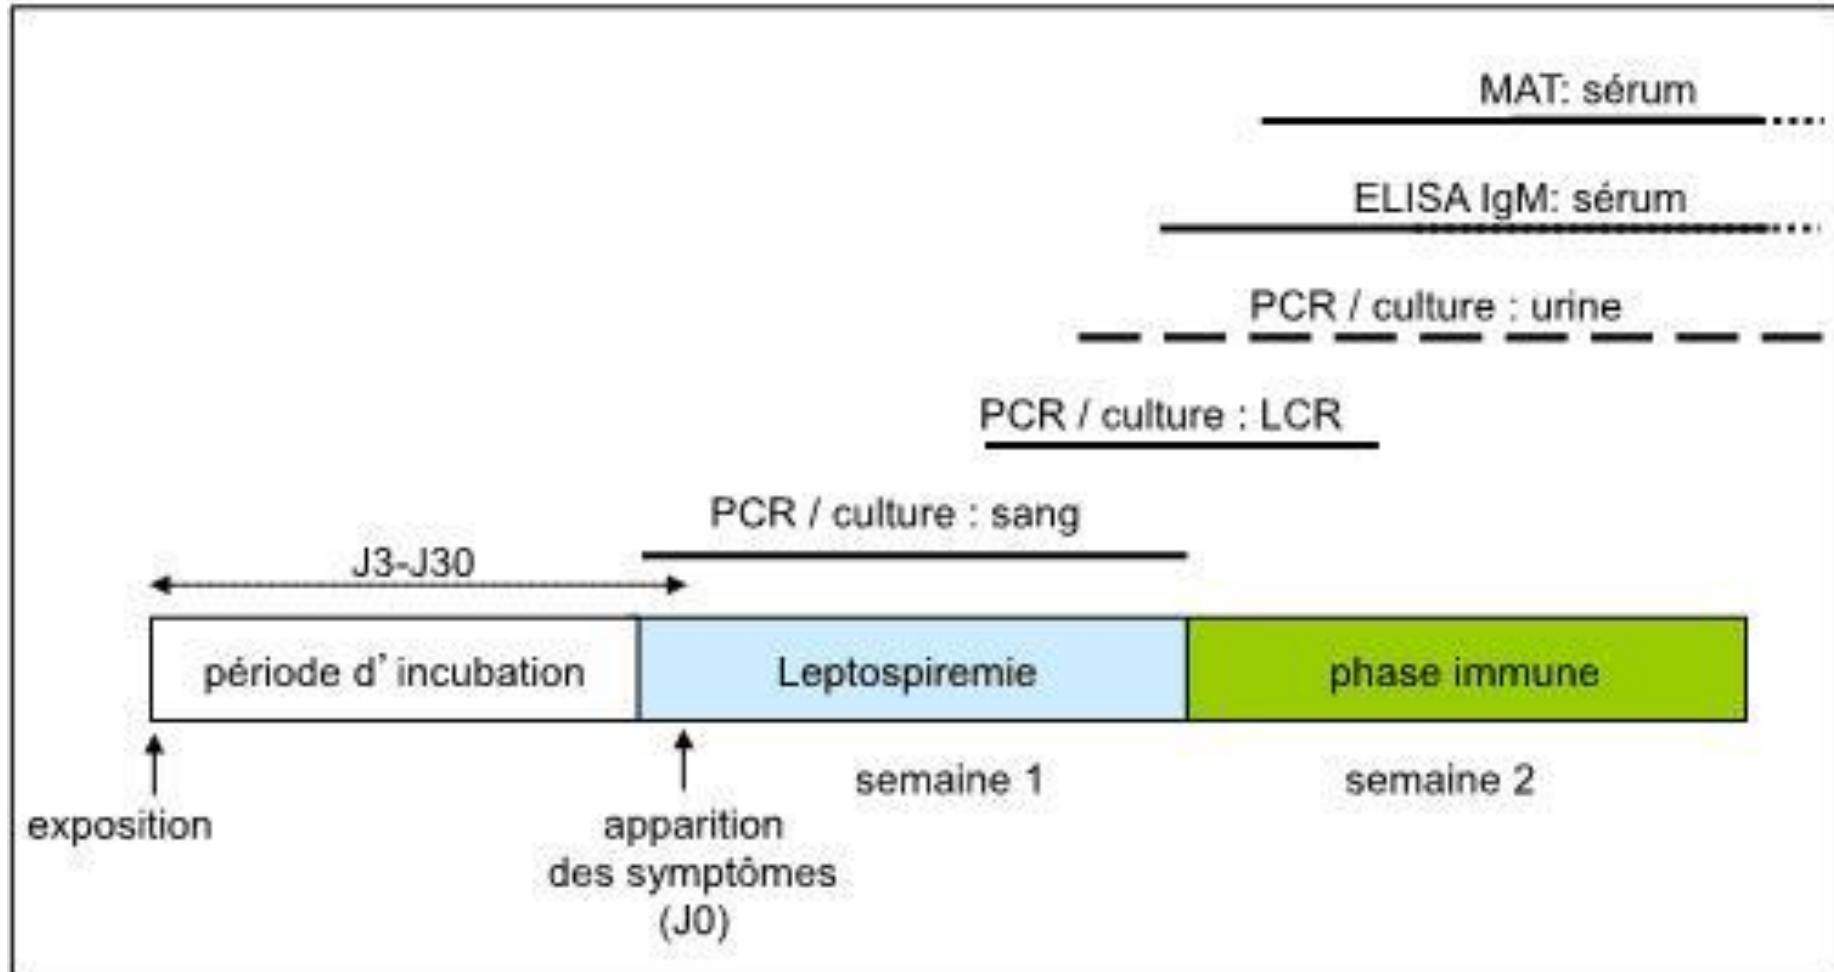 MAT: sérum
ELISA IgM: sérum
PCR / culture : urine
PCR / culture : LCR
PCR / culture : sang
J3-J30
période d' incubation
Leptospiremie
phase immune
semaine 1
semaine 2
exposition
apparition
des symptômes
(J0)